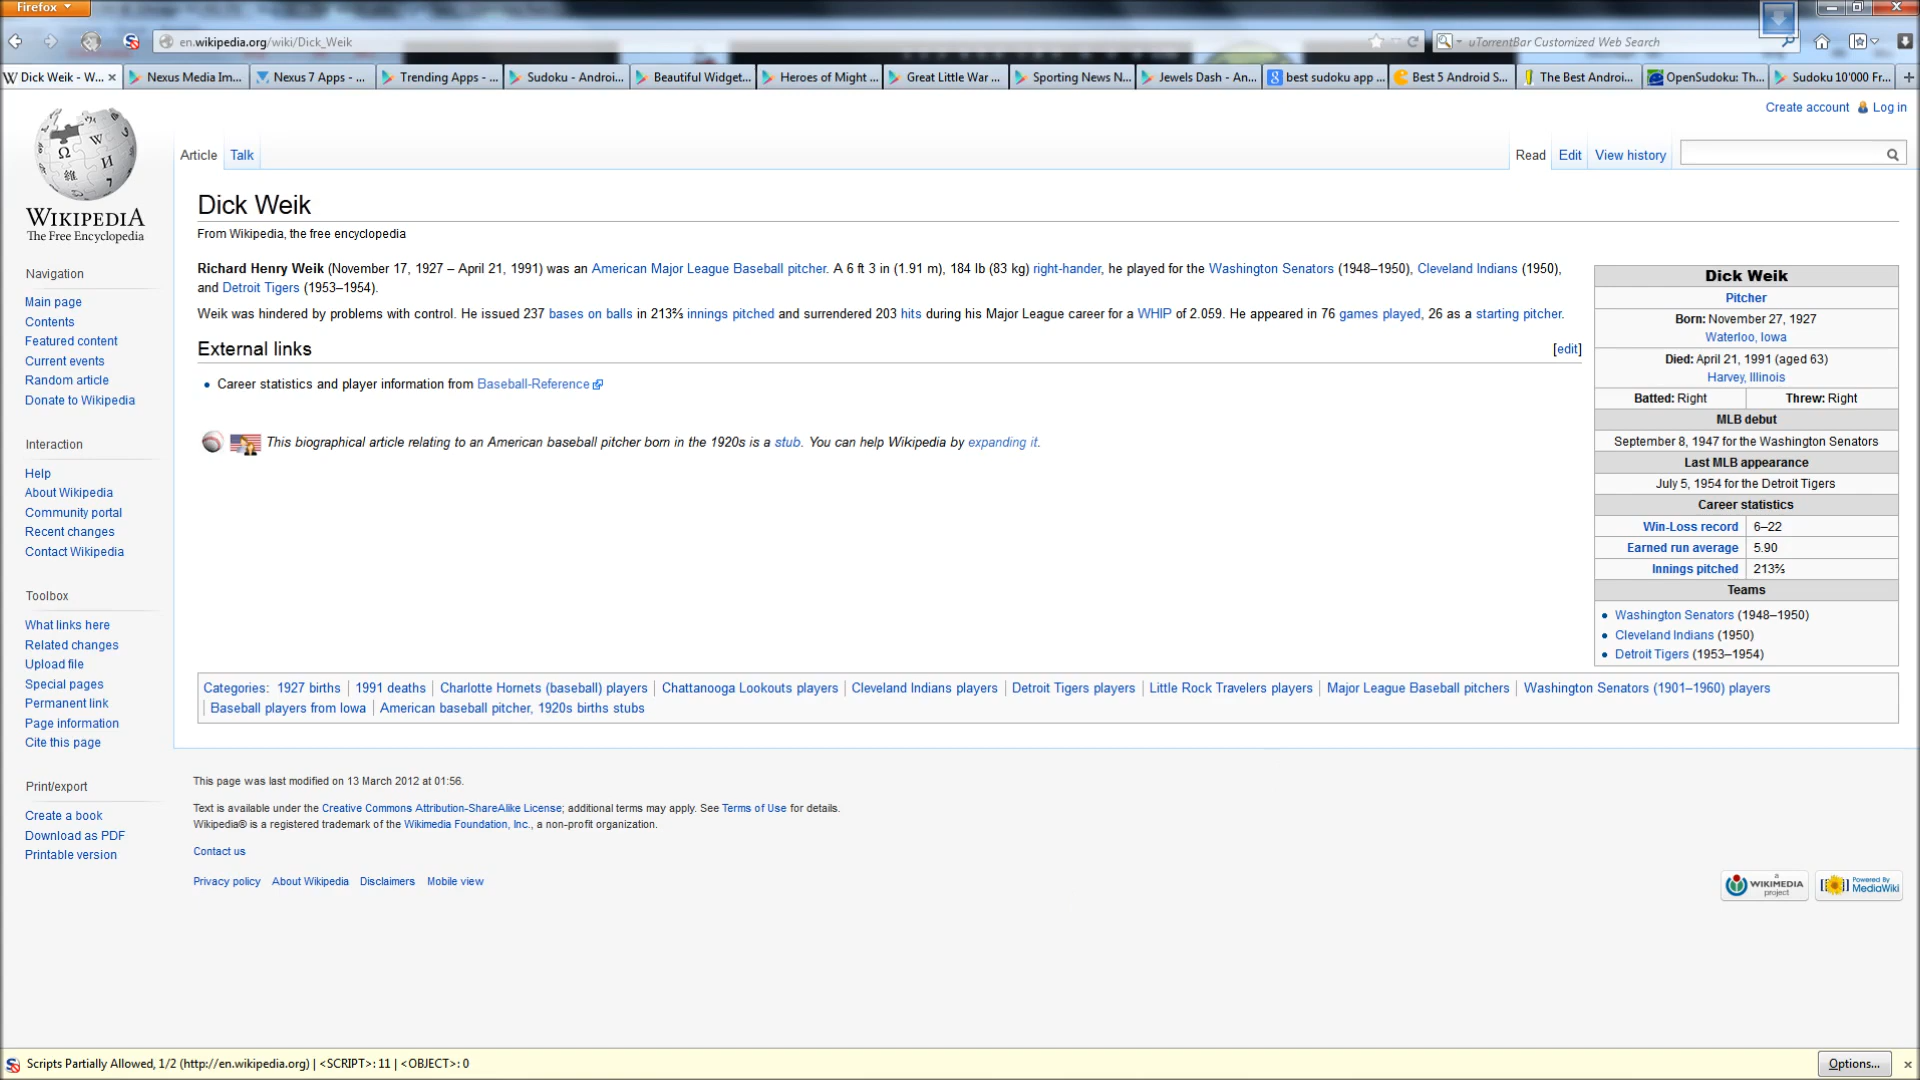 Firefox
en.wikipedia.org/wiki/Dick_Weik
uTorrentBar Customized Web Search
Dick Weik - W...
Nexus Media Im...
Nexus 7 Apps - ...
Trending Apps - ...
Sudoku - Androi...
Beautiful Widget...
Heroes of Might ...
Great Little War ...
Sporting News N...
Jewels Dash - An...
best sudoku app ...
Best 5 Android S...
The Best Androi...
OpenSudoku: Th...
Sudoku 10'000 Fr...
Create account
Log in
WIKIPEDIA
The Free Encyclopedia
Article
Talk
Read
Edit
View history
Dick Weik
From Wikipedia, the free encyclopedia
Richard Henry Weik (November 17, 1927 – April 21, 1991) was an American Major League Baseball pitcher. A 6 ft 3 in (1.91 m), 184 lb (83 kg) right-hander, he played for the Washington Senators (1948–1950), Cleveland Indians (1950),
and Detroit Tigers (1953–1954).
Weik was hindered by problems with control. He issued 237 bases on balls in 213⅔ innings pitched and surrendered 203 hits during his Major League career for a WHIP of 2.059. He appeared in 76 games played, 26 as a starting pitcher.
External links
[edit]
Career statistics and player information from Baseball-Reference
This biographical article relating to an American baseball pitcher born in the 1920s is a stub. You can help Wikipedia by expanding it.
Dick Weik
Pitcher
Born: November 27, 1927
Waterloo, Iowa
Died: April 21, 1991 (aged 63)
Harvey, Illinois
Batted: Right
Threw: Right
MLB debut
September 8, 1947 for the Washington Senators
Last MLB appearance
July 5, 1954 for the Detroit Tigers
Career statistics
Win-Loss record 6–22
Earned run average 5.90
Innings pitched 213⅔
Teams
Washington Senators (1948–1950)
Cleveland Indians (1950)
Detroit Tigers (1953–1954)
Categories: 1927 births | 1991 deaths | Charlotte Hornets (baseball) players | Chattanooga Lookouts players | Cleveland Indians players | Detroit Tigers players | Little Rock Travelers players | Major League Baseball pitchers | Washington Senators (1901–1960) players
| Baseball players from Iowa | American baseball pitcher, 1920s births stubs
Navigation
Main page
Contents
Featured content
Current events
Random article
Donate to Wikipedia
Interaction
Help
About Wikipedia
Community portal
Recent changes
Contact Wikipedia
Toolbox
What links here
Related changes
Upload file
Special pages
Permanent link
Page information
Cite this page
Print/export
Create a book
Download as PDF
Printable version
This page was last modified on 13 March 2012 at 01:56.
Text is available under the Creative Commons Attribution-ShareAlike License; additional terms may apply. See Terms of Use for details.
Wikipedia® is a registered trademark of the Wikimedia Foundation, Inc., a non-profit organization.
Contact us
Privacy policy
About Wikipedia
Disclaimers
Mobile view
a
WIKIMEDIA
project
Powered By
MediaWiki
Scripts Partially Allowed, 1/2 (http://en.wikipedia.org) | <SCRIPT>: 11 | <OBJECT>: 0
Options...